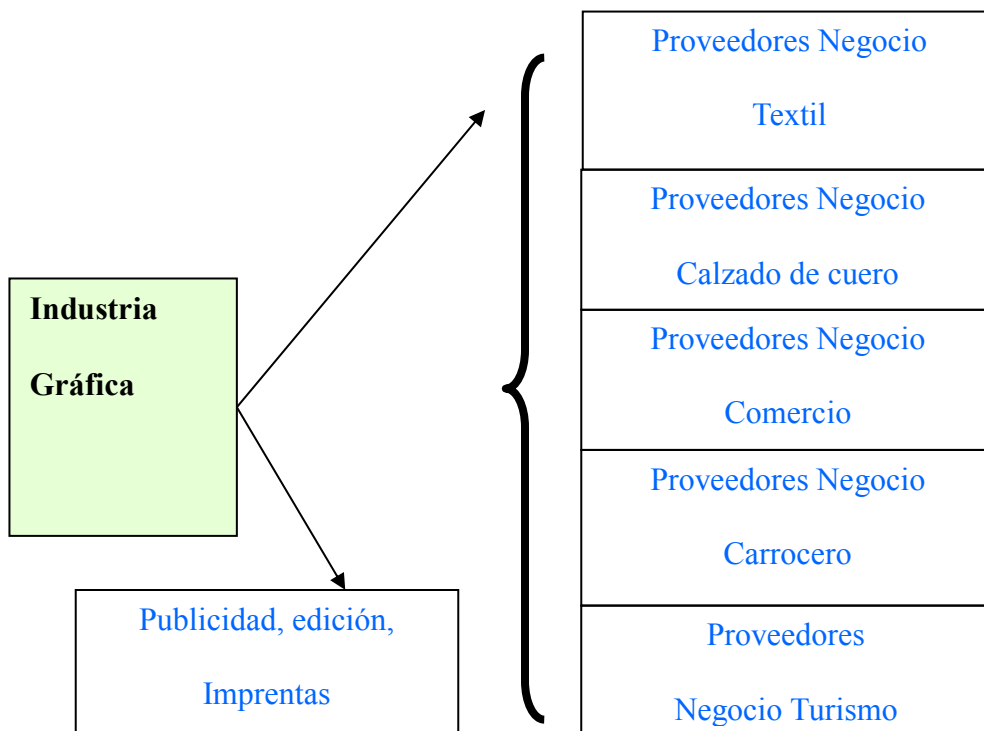 Industria
Gráfica
Publicidad, edición,
Imprentas
Proveedores Negocio
Textil
Proveedores Negocio
Calzado de cuero
Proveedores Negocio
Comercio
Proveedores Negocio
Carrocero
Proveedores
Negocio Turismo